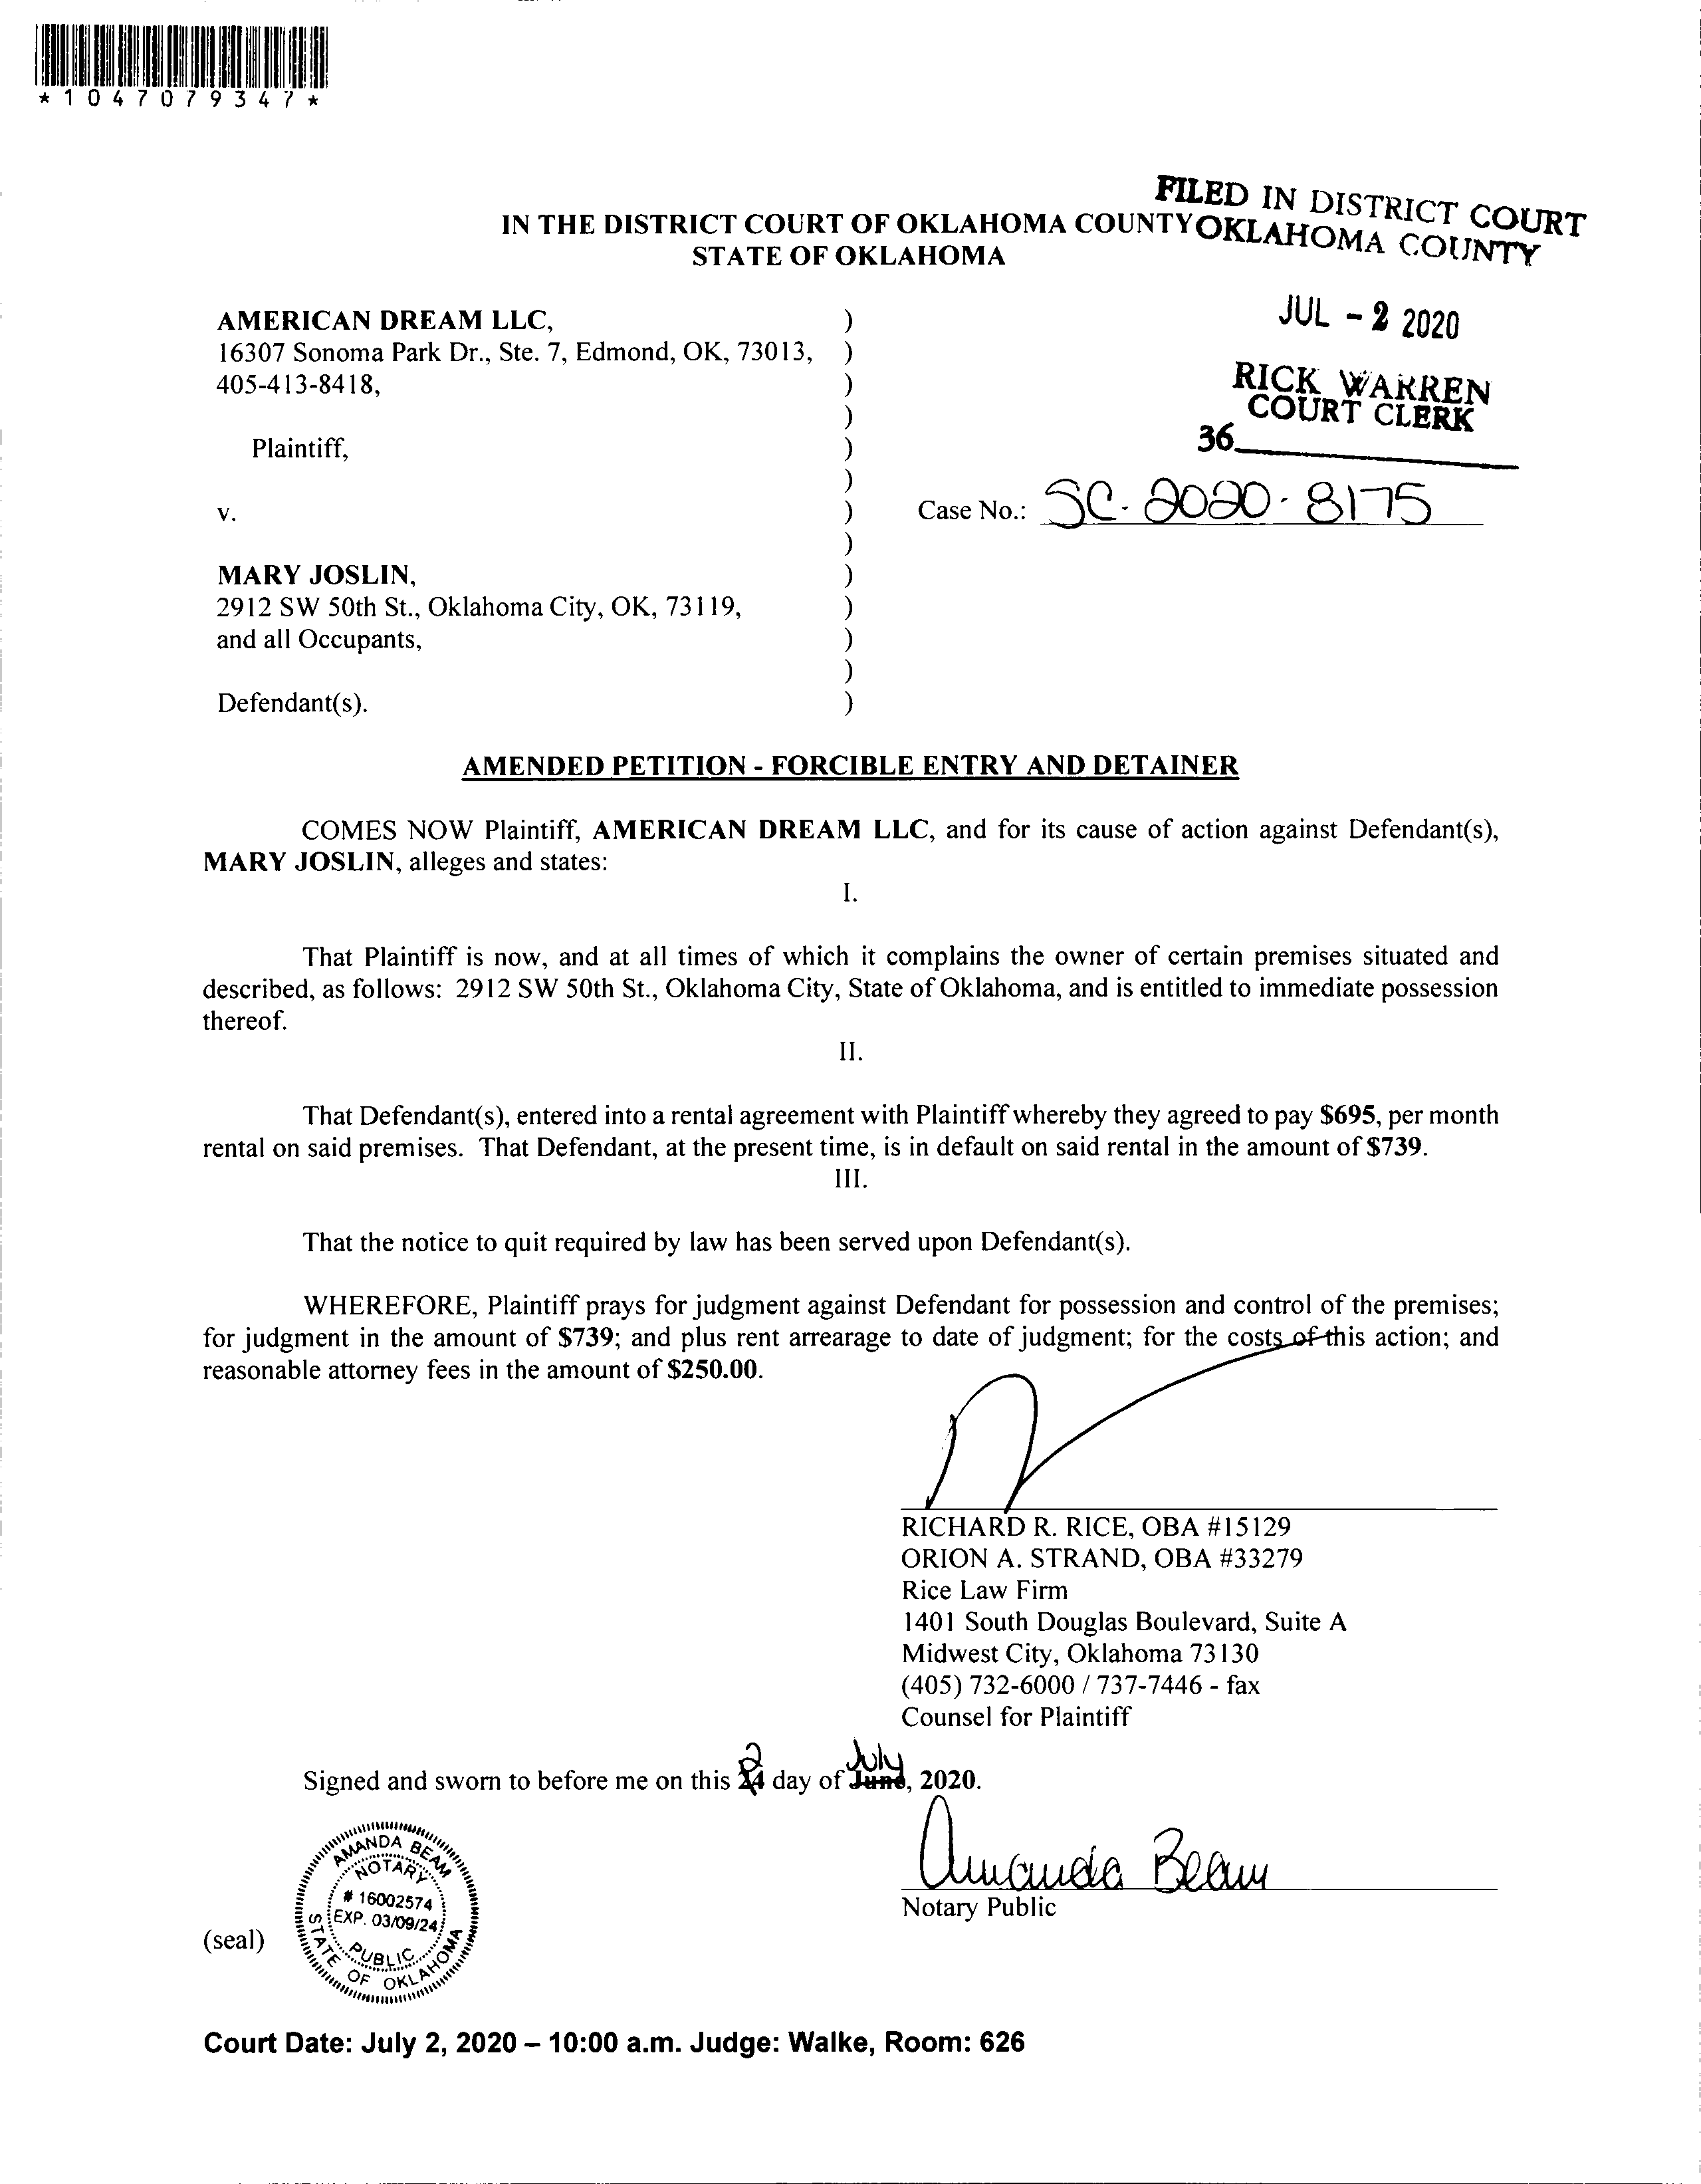 *1047079347*
FILED IN DISTRICT COURT
OKLAHOMA COUNTY
IN THE DISTRICT COURT OF OKLAHOMA COUNTY
STATE OF OKLAHOMA
JUL - 2 2020
RICK WARREN
COURT CLERK
36
AMERICAN DREAM LLC, )
16307 Sonoma Park Dr., Ste. 7, Edmond, OK, 73013, )
405-413-8418, )
)
Plaintiff, )
)
v. ) Case No.: SC-2020-8175
)
MARY JOSLIN, )
2912 SW 50th St., Oklahoma City, OK, 73119, )
and all Occupants, )
)
Defendant(s). )
AMENDED PETITION - FORCIBLE ENTRY AND DETAINER
COMES NOW Plaintiff, AMERICAN DREAM LLC, and for its cause of action against Defendant(s),
MARY JOSLIN, alleges and states:
I.
That Plaintiff is now, and at all times of which it complains the owner of certain premises situated and
described, as follows: 2912 SW 50th St., Oklahoma City, State of Oklahoma, and is entitled to immediate possession
thereof.
II.
That Defendant(s), entered into a rental agreement with Plaintiff whereby they agreed to pay $695, per month
rental on said premises. That Defendant, at the present time, is in default on said rental in the amount of $739.
III.
That the notice to quit required by law has been served upon Defendant(s).
WHEREFORE, Plaintiff prays for judgment against Defendant for possession and control of the premises;
for judgment in the amount of $739; and plus rent arrearage to date of judgment; for the costs of this action; and
reasonable attorney fees in the amount of $250.00.
RICHARD R. RICE, OBA #15129
ORION A. STRAND, OBA #33279
Rice Law Firm
1401 South Douglas Boulevard, Suite A
Midwest City, Oklahoma 73130
(405) 732-6000 / 737-7446 - fax
Counsel for Plaintiff
2 July
Signed and sworn to before me on this 24 day of June, 2020.
Amanda Beam
Notary Public
(seal)
AMANDA BEAM
NOTARY
# 16002574
EXP. 03/09/24
PUBLIC
STATE OF OKLAHOMA
Court Date: July 2, 2020 – 10:00 a.m. Judge: Walke, Room: 626